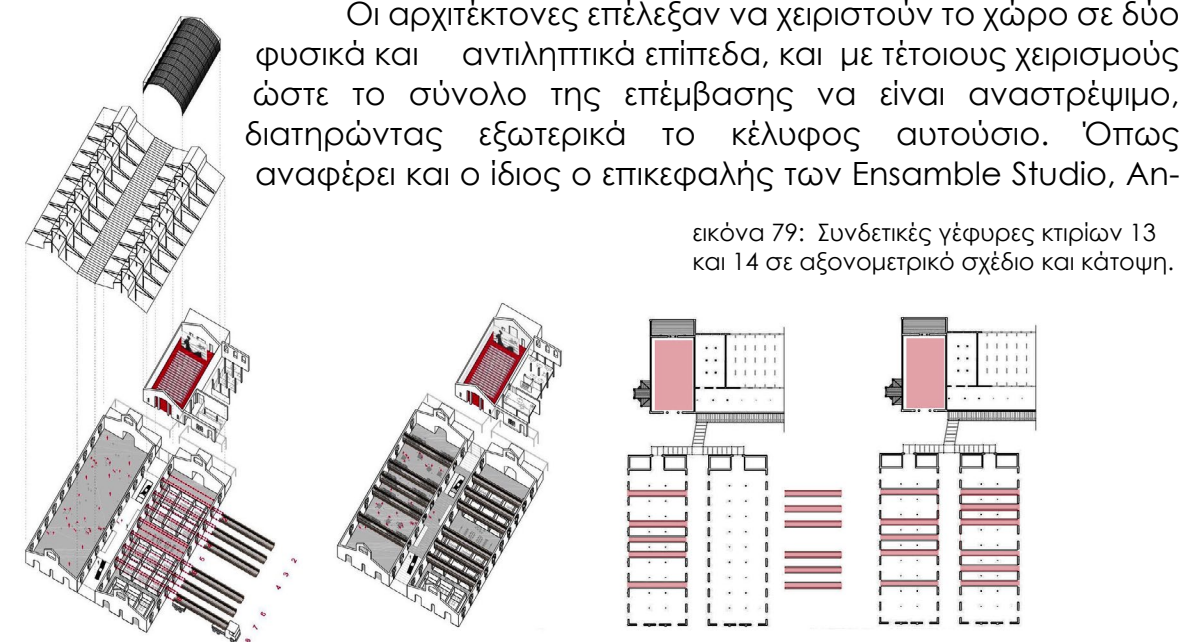 Οι αρχιτέκτονες επέλεξαν να χειριστούν το χώρο σε δύο
φυσικά και αντιληπτικά επίπεδα, και με τέτοιους χειρισμούς
ώστε το σύνολο της επέμβασης να είναι αναστρέψιμο,
διατηρώντας εξωτερικά το κέλυφος αυτούσιο. Όπως
αναφέρει και ο ίδιος ο επικεφαλής των Ensamble Studio, An-
εικόνα 79: Συνδετικές γέφυρες κτιρίων 13
και 14 σε αξονομετρικό σχέδιο και κάτοψη.